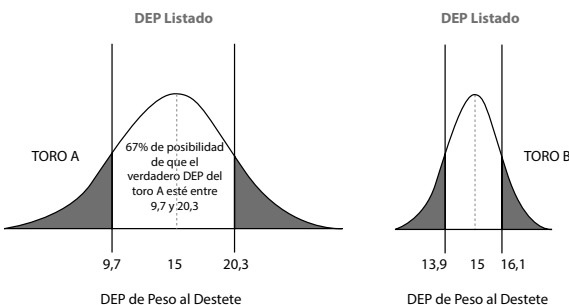 DEP Listado
TORO A
67% de posibilidad
de que el
verdadero DEP del
toro A esté entre
9,7 y 20,3
9,7 15 20,3
DEP de Peso al Destete
DEP Listado
TORO B
13,9 15 16,1
DEP de Peso al Destete